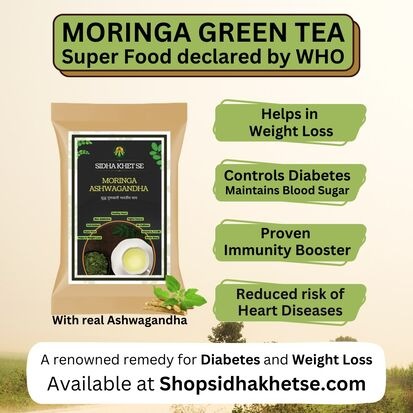 MORINGA GREEN TEA
Super Food declared by WHO
Helps in
Weight Loss
SIDHA KHETSE
MORINGA
ASHWAGANDHA
Controls Diabetes
Maintains Blood Sugar
Proven
Immunity Booster
Reduced risk of
Heart Diseases
With real Ashwagandha
A renowned remedy for Diabetes and Weight Loss
Available at Shopsidhakhetse.com